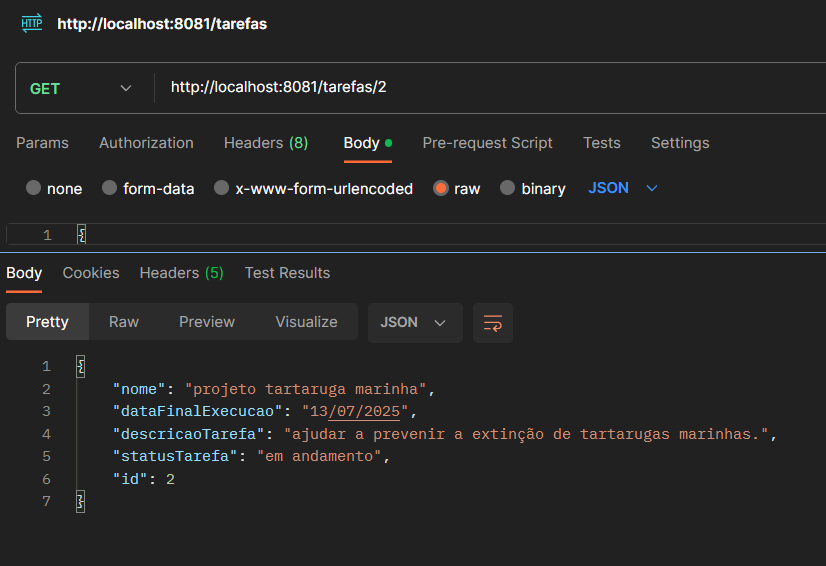 HTTP http://localhost:8081/tarefas
GET http://localhost:8081/tarefas/2
Params Authorization Headers (8) Body Pre-request Script Tests Settings
none form-data x-www-form-urlencoded raw binary JSON
1 {
Body Cookies Headers (5) Test Results
Pretty Raw Preview Visualize JSON
1 {
2 "nome": "projeto tartaruga marinha",
3 "dataFinalExecucao": "13/07/2025",
4 "descricaoTarefa": "ajudar a prevenir a extinção de tartarugas marinhas.",
5 "statusTarefa": "em andamento",
6 "id": 2
7 }